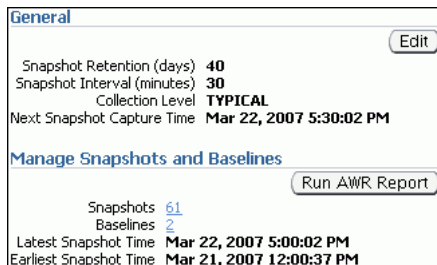 General
Edit
Snapshot Retention (days) 40
Snapshot Interval (minutes) 30
Collection Level TYPICAL
Next Snapshot Capture Time Mar 22, 2007 5:30:02 PM
Manage Snapshots and Baselines
Run AWR Report
Snapshots 61
Baselines 2
Latest Snapshot Time Mar 22, 2007 5:00:02 PM
Earliest Snapshot Time Mar 21, 2007 12:00:37 PM